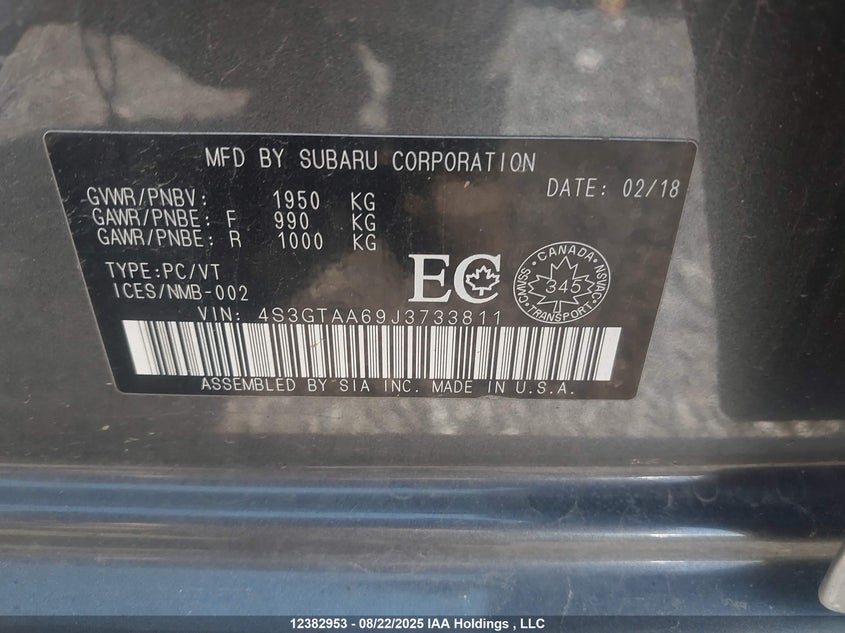 MFD BY SUBARU CORPORATION
DATE: 02/18
GVWR/PNBV: 1950 KG
GAWR/PNBE: F 990 KG
GAWR/PNBE: R 1000 KG
TYPE:PC/VT
ICES/NMB-002
EC
CANADA
CMVSS 345 NSVAC
TRANSPORT
VIN: 4S3GTAA69J3733811
ASSEMBLED BY SIA INC. MADE IN U.S.A.
12382953 - 08/22/2025 IAA Holdings , LLC